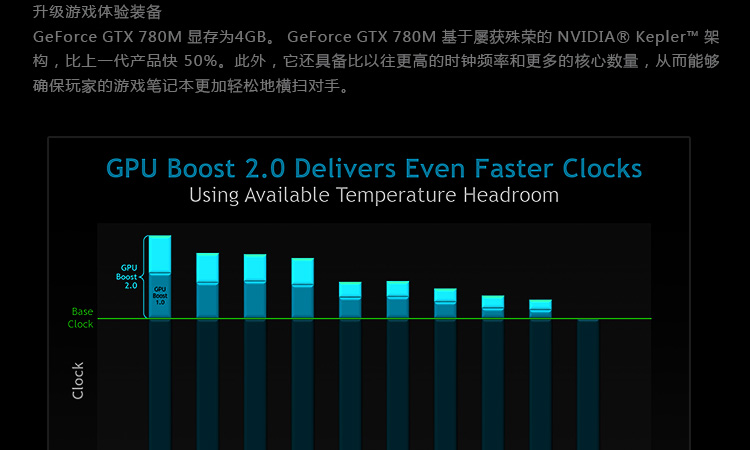 升级游戏体验装备
GeForce GTX 780M 显存为4GB。 GeForce GTX 780M 基于屡获殊荣的 NVIDIA® Kepler™ 架
构，比上一代产品快 50%。此外，它还具备比以往更高的时钟频率和更多的核心数量，从而能够
确保玩家的游戏笔记本更加轻松地横扫对手。
GPU Boost 2.0 Delivers Even Faster Clocks
Using Available Temperature Headroom
GPU
Boost
2.0
GPU
Boost
1.0
Base
Clock
Clock